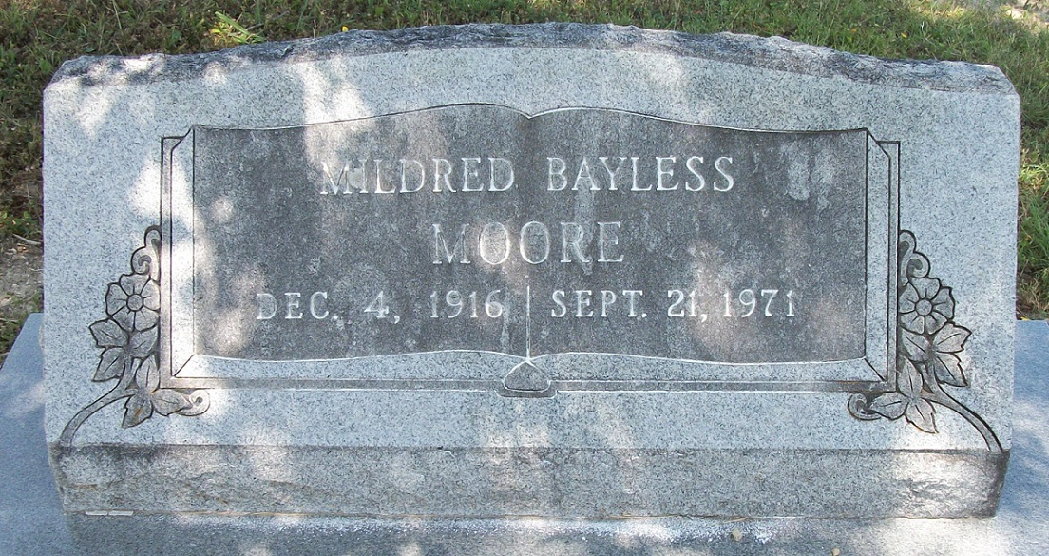 MILDRED BAYLESS
MOORE
DEC. 4, 1916 SEPT. 21, 1971